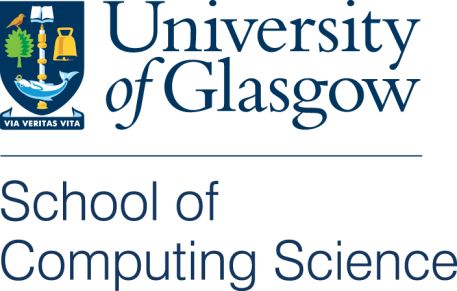 University
of Glasgow
VIA VERITAS VITA
School of
Computing Science